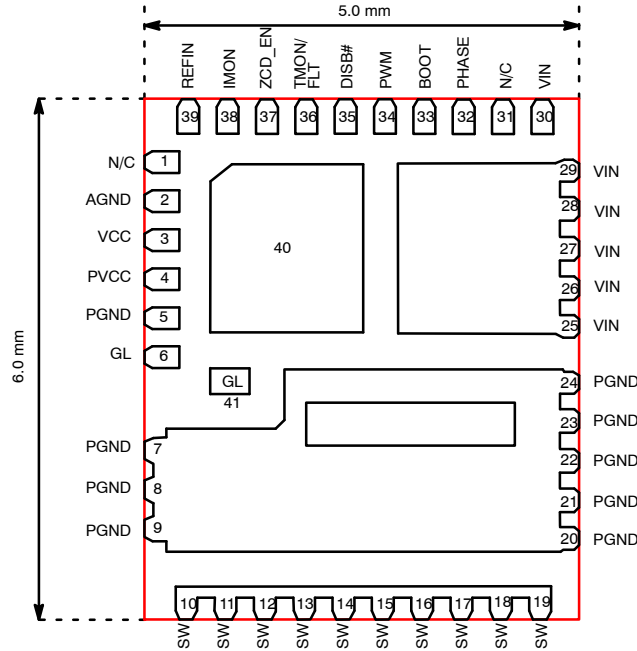 5.0 mm
REFIN
IMON
ZCD_EN
TMON/
FLT
DISB#
PWM
BOOT
PHASE
N/C
VIN
39 38 37 36 35 34 33 32 31 30
N/C 1
AGND 2
VCC 3
PVCC 4
PGND 5
GL 6
PGND 7
PGND 8
PGND 9
6.0 mm
40
GL
41
29 VIN
28 VIN
27 VIN
26 VIN
25 VIN
24 PGND
23 PGND
22 PGND
21 PGND
20 PGND
10 11 12 13 14 15 16 17 18 19
SW SW SW SW SW SW SW SW SW SW